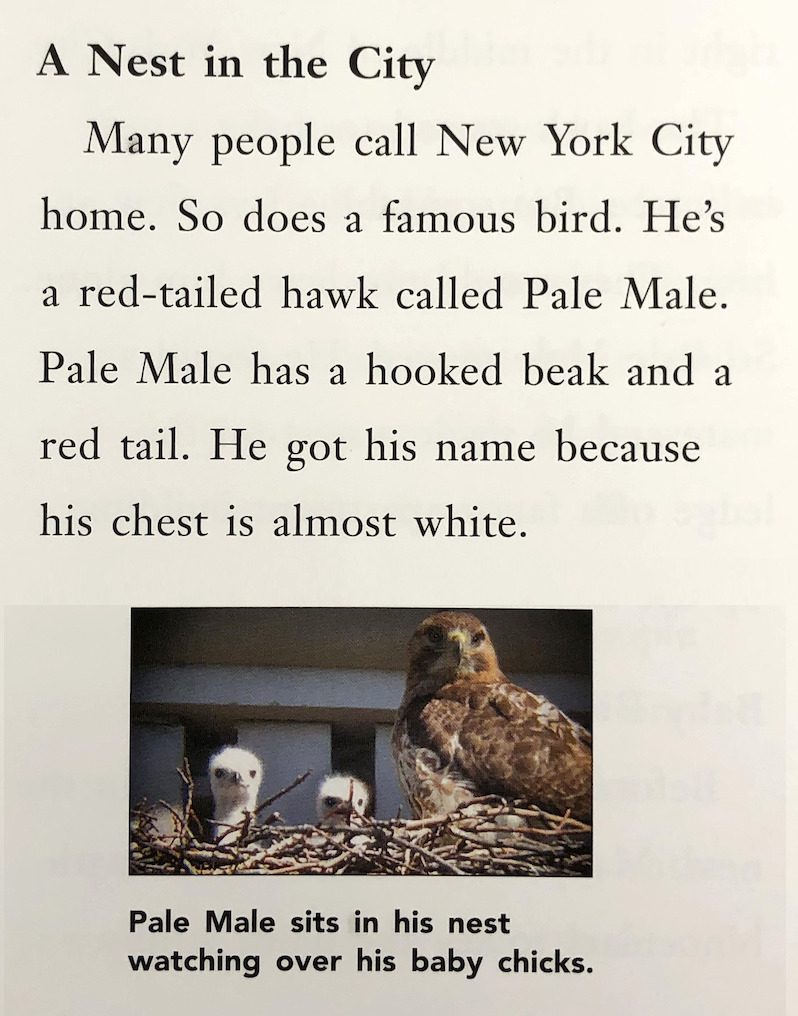 A Nest in the City
Many people call New York City
home. So does a famous bird. He’s
a red-tailed hawk called Pale Male.
Pale Male has a hooked beak and a
red tail. He got his name because
his chest is almost white.
Pale Male sits in his nest
watching over his baby chicks.